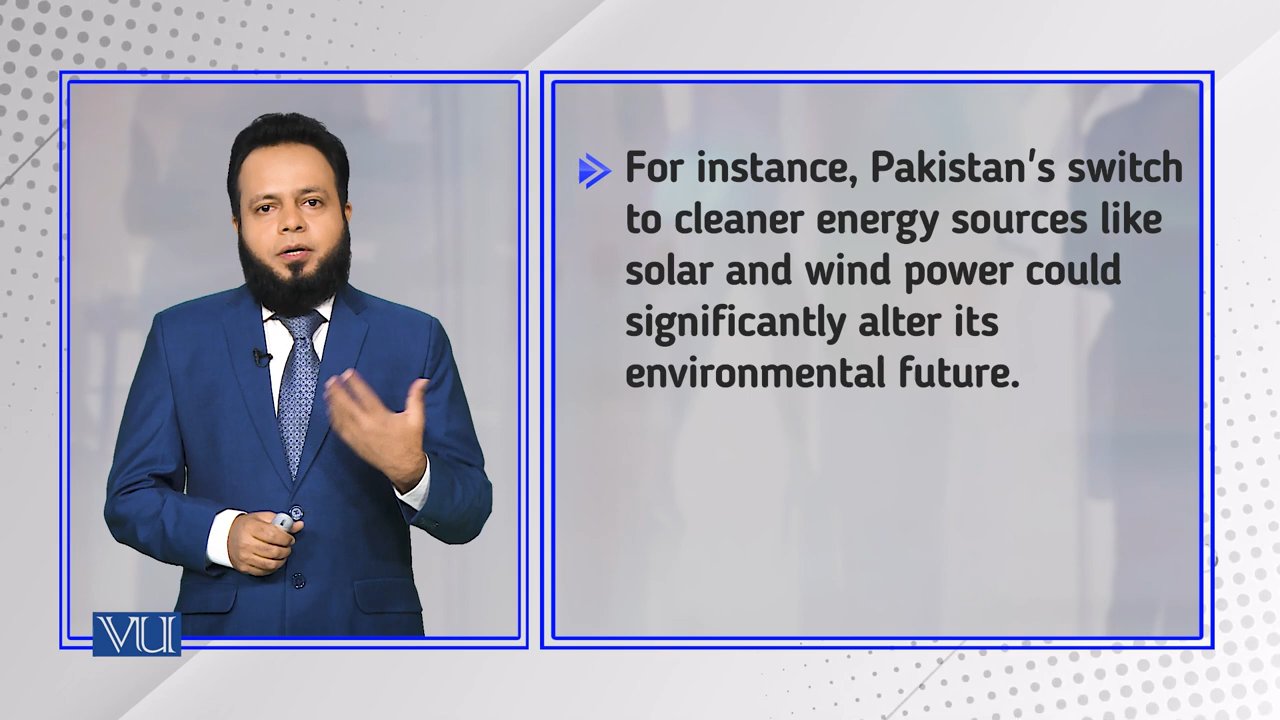 For instance, Pakistan's switch
to cleaner energy sources like
solar and wind power could
significantly alter its
environmental future.
VU